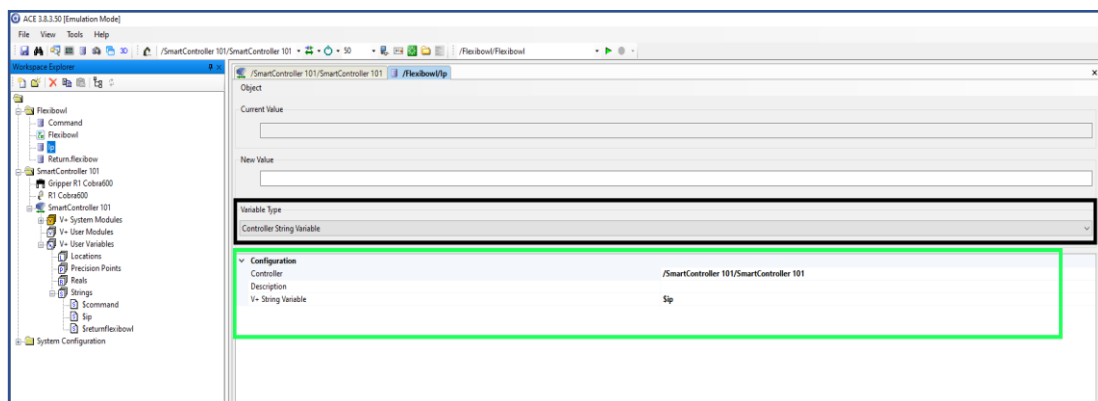 ACE 3.8.3.50 [Emulation Mode]
File View Tools Help
/SmartController 101/SmartController 101 50 /Flexibowl/Flexibowl
Workspace Explorer
/SmartController 101/SmartController 101 /Flexibowl/Ip
Object
Flexibowl
Command
Flexibowl
Ip
Return.flexibow
SmartController 101
Gripper R1 Cobra600
R1 Cobra600
SmartController 101
V+ System Modules
V+ User Modules
V+ User Variables
Locations
Precision Points
Reals
Strings
$command
$ip
$returnflexibowl
System Configuration
Current Value
New Value
Variable Type
Controller String Variable
Configuration
Controller /SmartController 101/SmartController 101
Description
V+ String Variable $ip